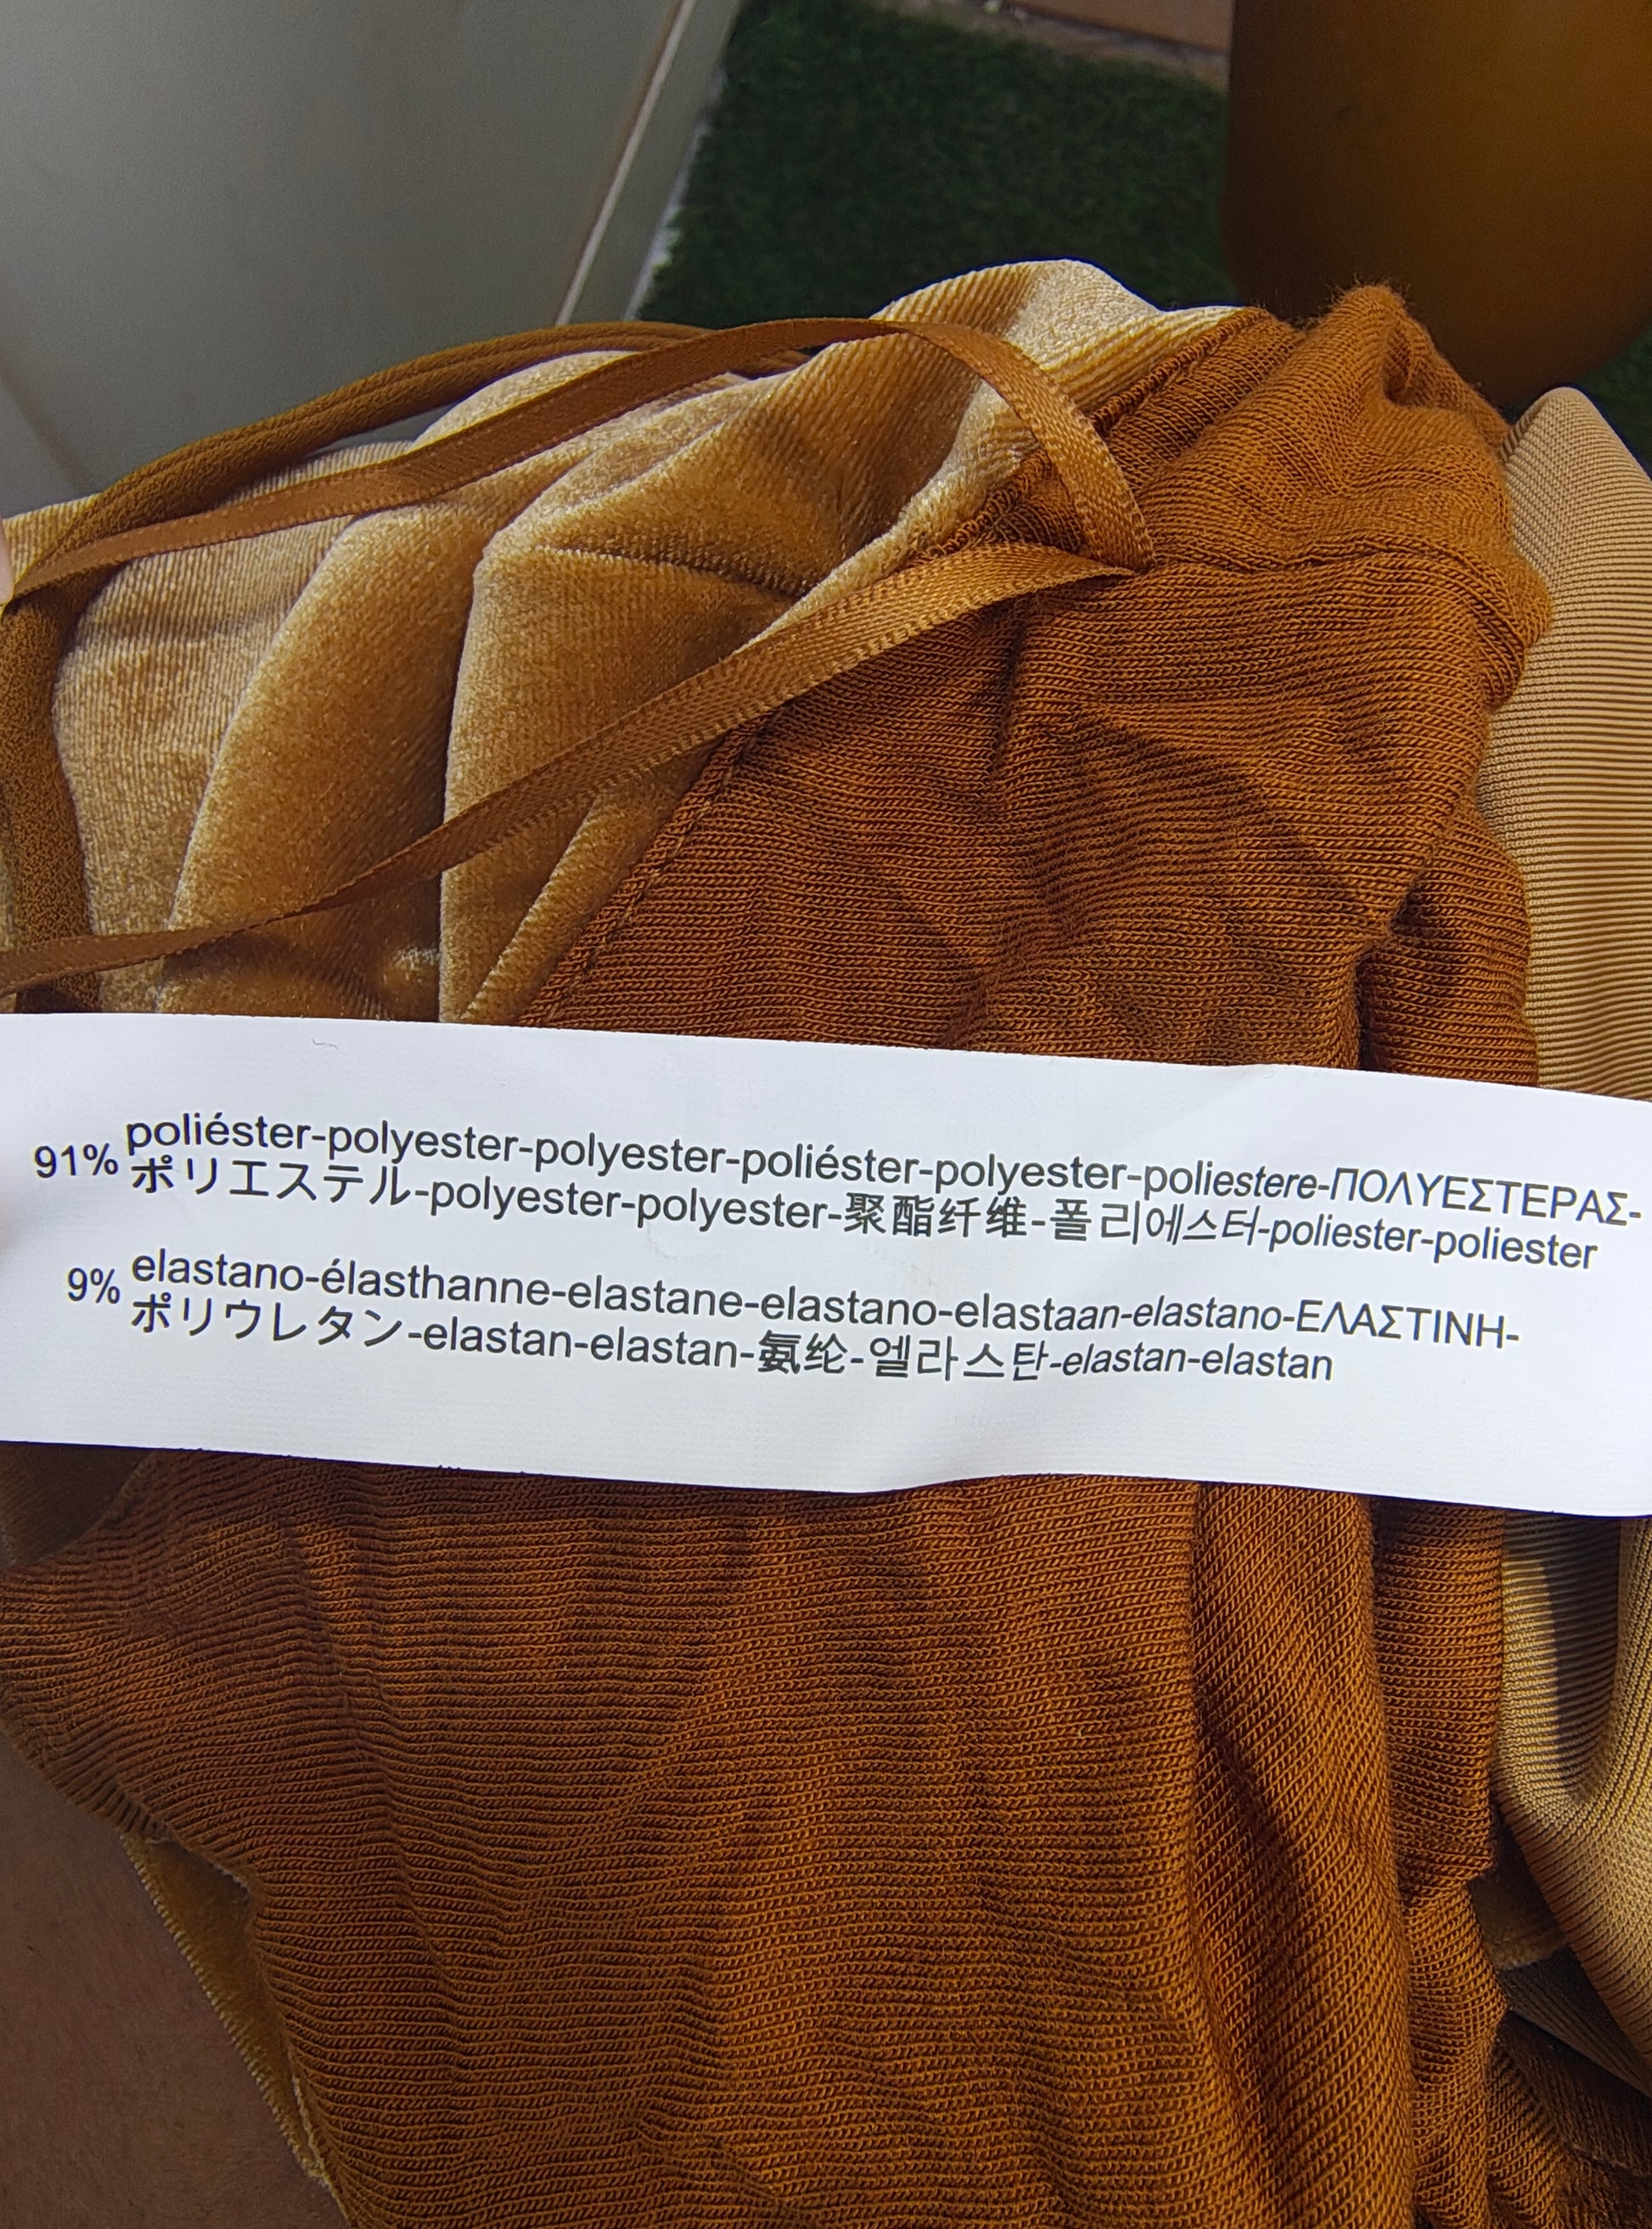 91% poliéster-polyester-polyester-poliéster-polyester-poliestere-ΠΟΛΥΕΣΤΕΡΑΣ-
ポリエステル-polyester-polyester-聚酯纤维-폴리에스터-poliester-poliester
9% elastano-élasthanne-elastane-elastano-elastaan-elastano-ΕΛΑΣΤΙΝΗ-
ポリウレタン-elastan-elastan-氨纶-엘라스탄-elastan-elastan